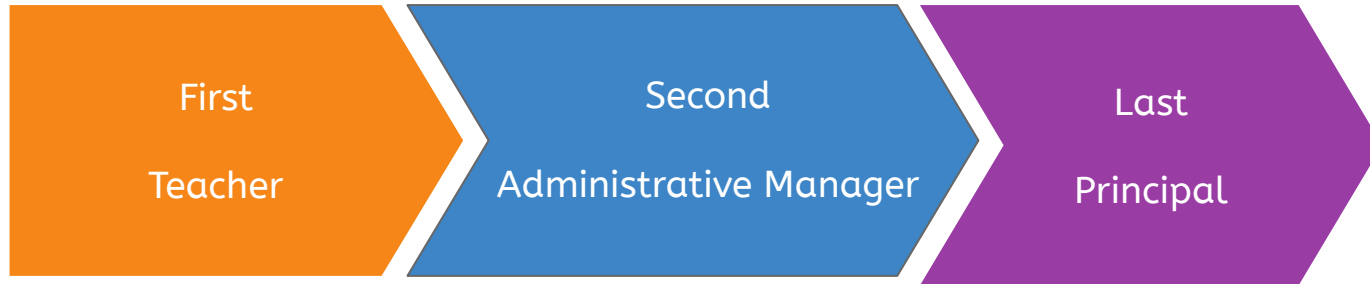 First
Teacher
Second
Administrative Manager
Last
Principal